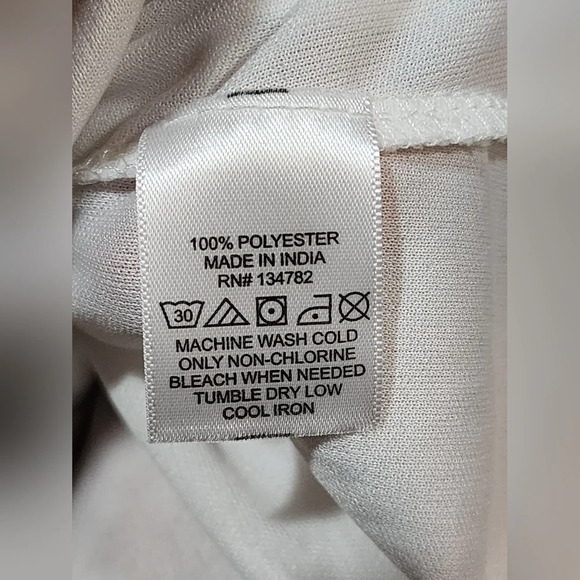 100% POLYESTER
MADE IN INDIA
RN# 134782
30
MACHINE WASH COLD
ONLY NON-CHLORINE
BLEACH WHEN NEEDED
TUMBLE DRY LOW
COOL IRON